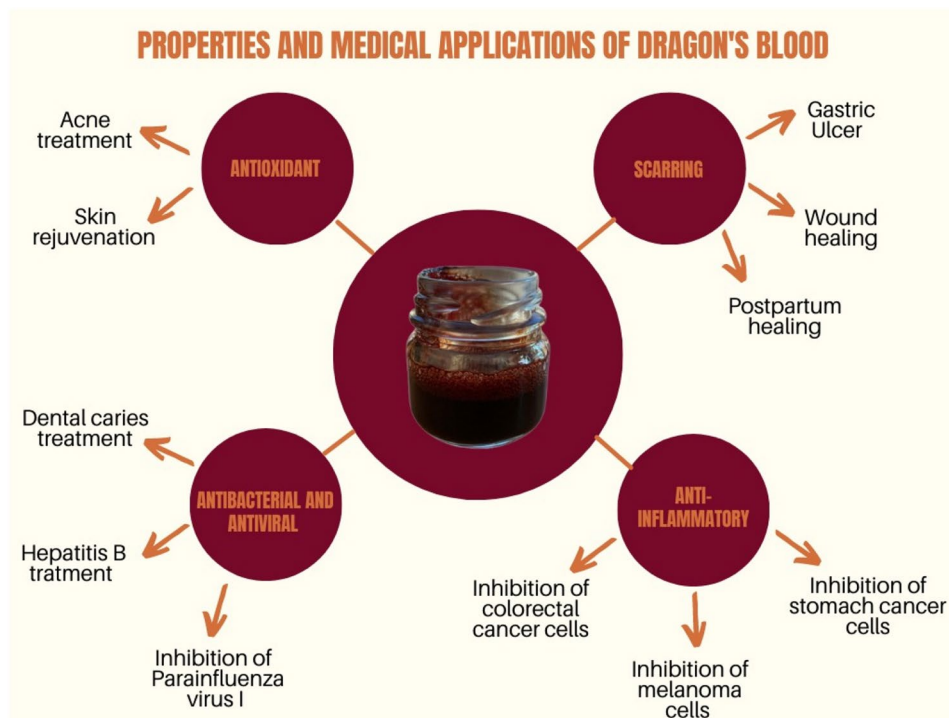 PROPERTIES AND MEDICAL APPLICATIONS OF DRAGON'S BLOOD
ANTIOXIDANT
Acne
treatment
Skin
rejuvenation
SCARRING
Gastric
Ulcer
Wound
healing
Postpartum
healing
ANTIBACTERIAL AND
ANTIVIRAL
Dental caries
treatment
Hepatitis B
tratment
Inhibition of
Parainfluenza
virus I
ANTI-
INFLAMMATORY
Inhibition of
colorectal
cancer cells
Inhibition of
melanoma
cells
Inhibition of
stomach cancer
cells